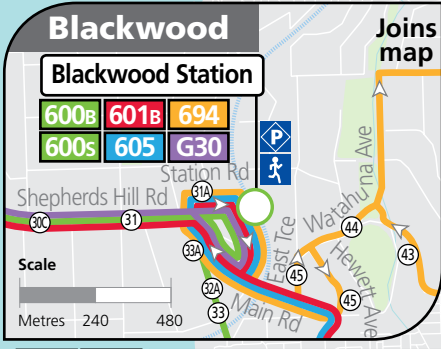 Blackwood
Joins
map
Blackwood Station
600B 601B 694
600S 605 G30
P
Station Rd
31A
Shepherds Hill Rd
30C
31
33A
32A
33
Main Rd
East Tce
45
Watahuna Ave
44
43
Hewett Ave
45
Scale
Metres 240 480